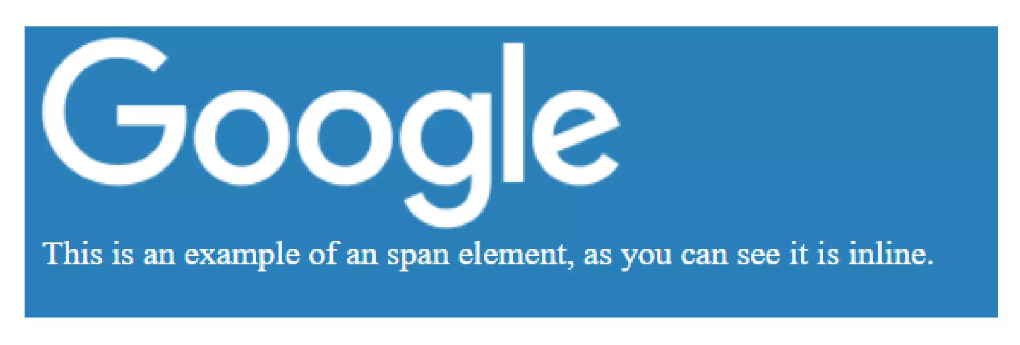 Google
This is an example of an span element, as you can see it is inline.